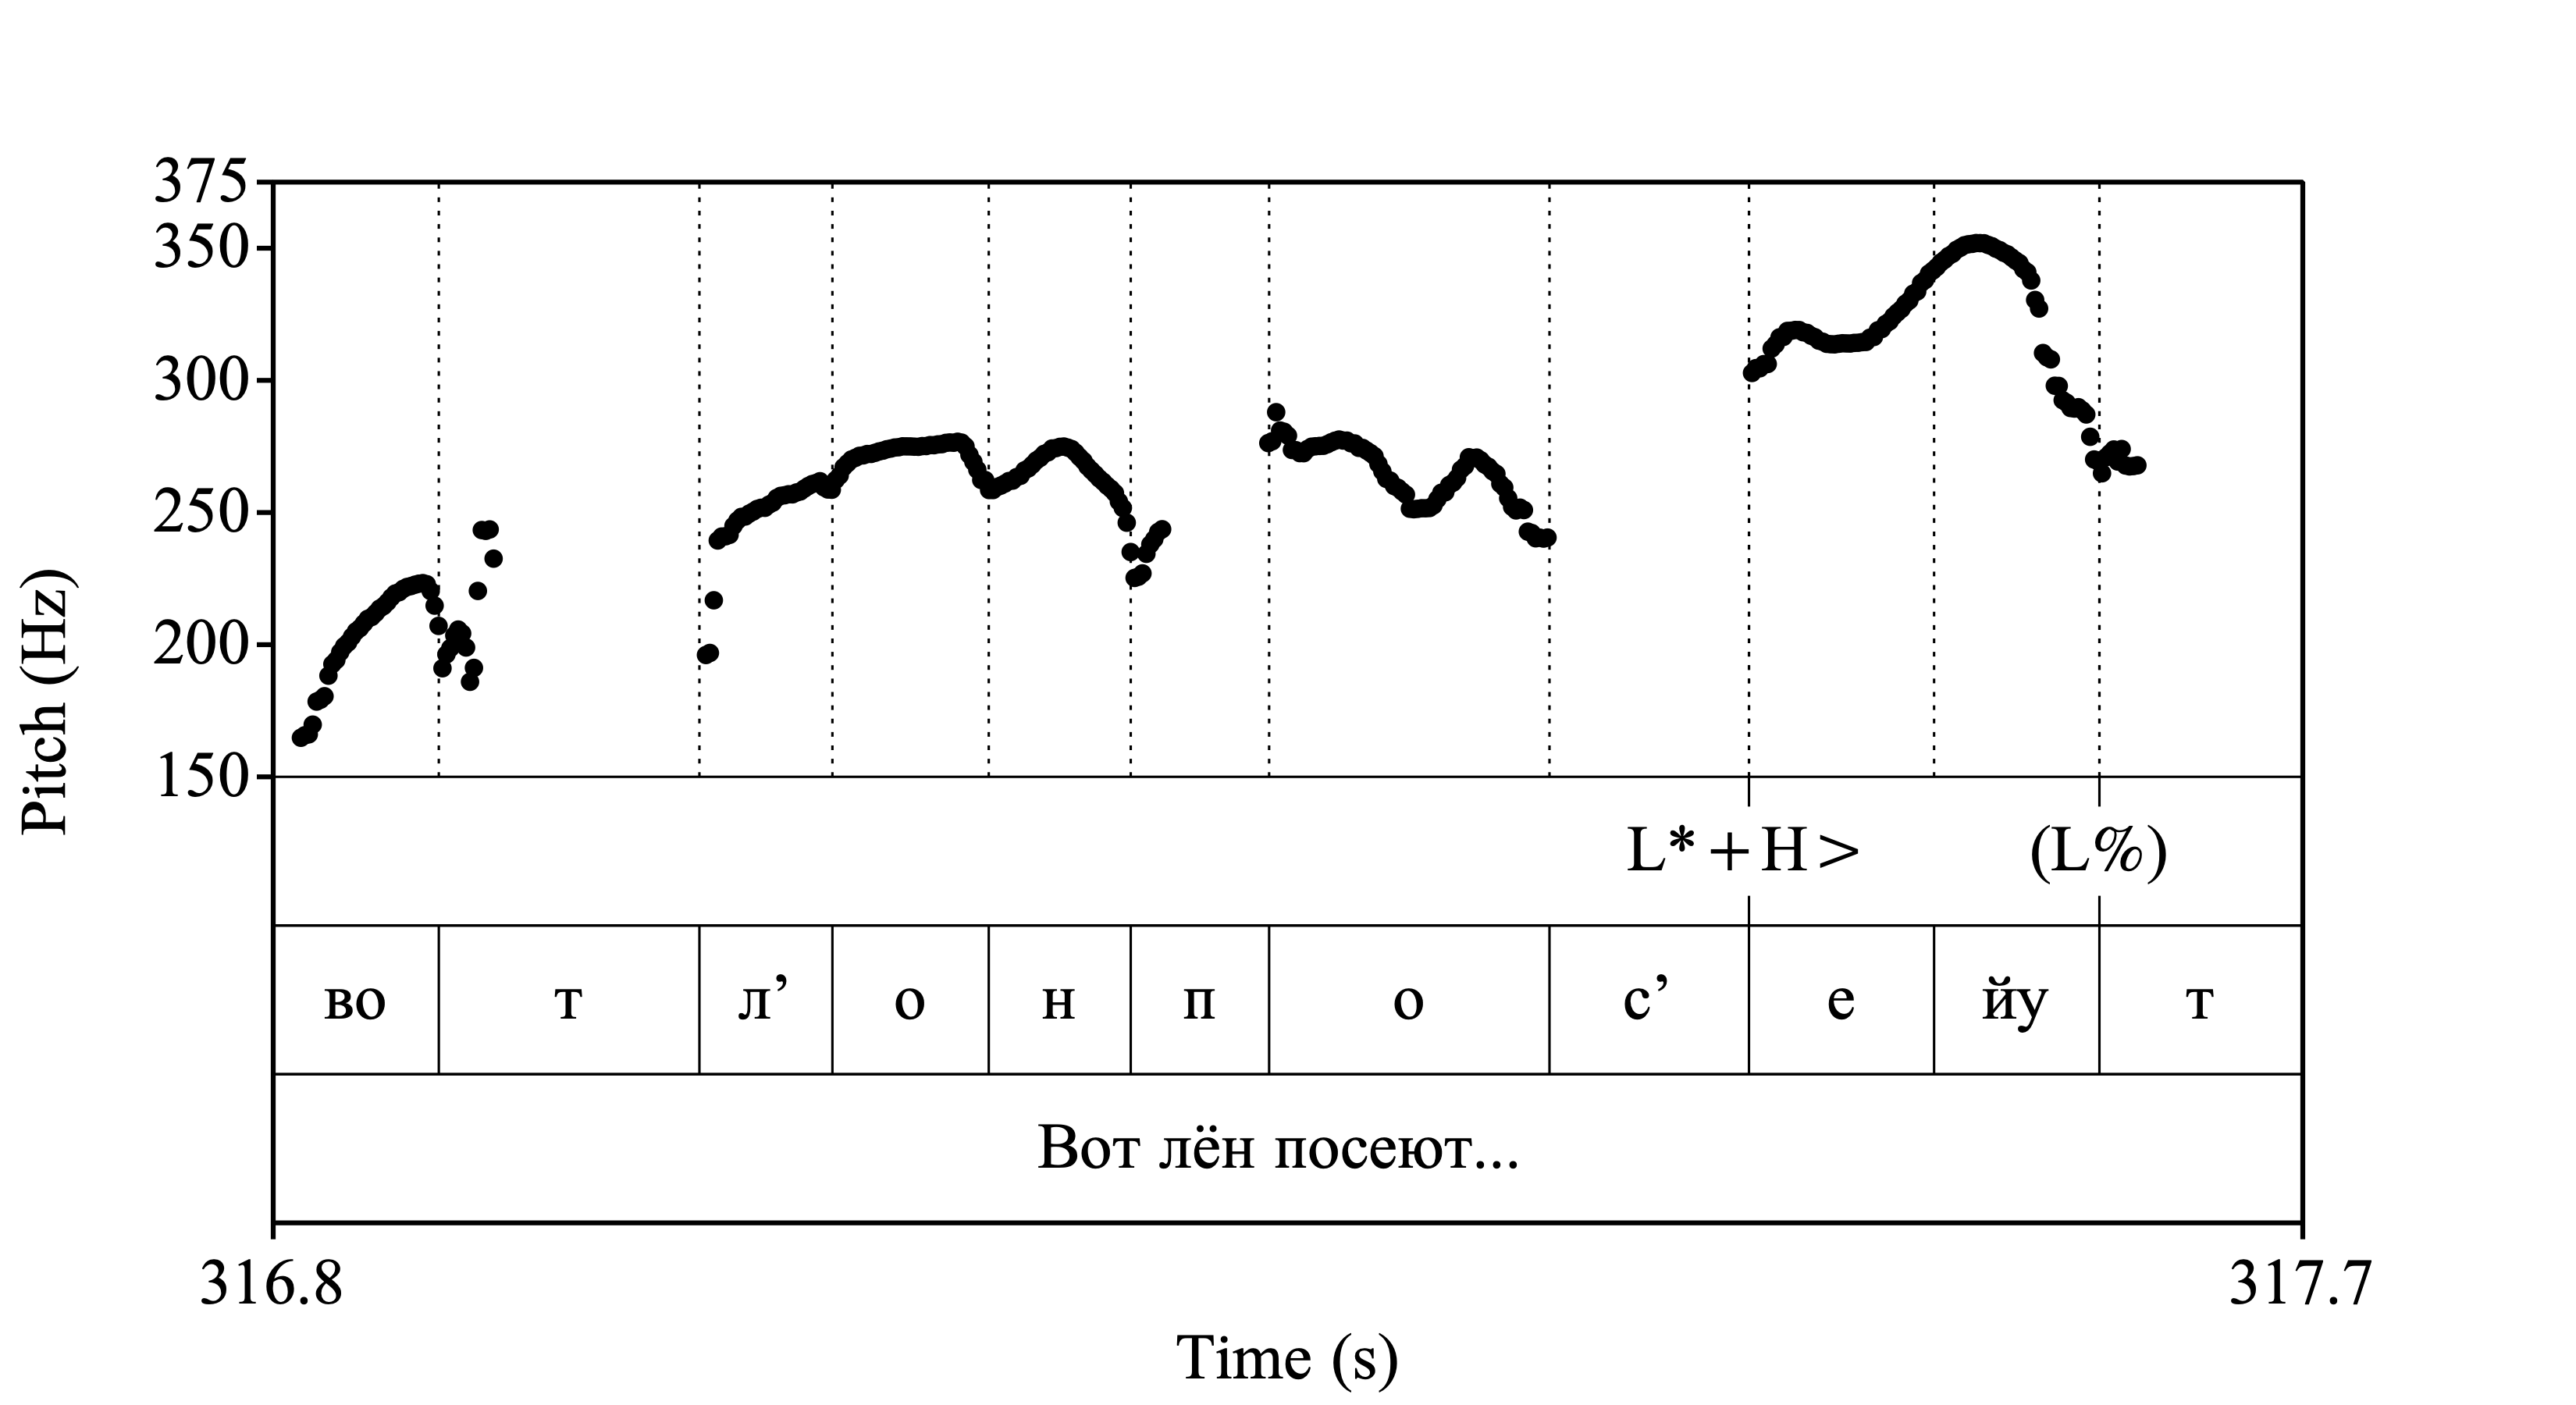 375
350
300
250
200
150
Pitch (Hz)
L*+H> (L%)
во т л’ о н п о с’ е йу т
Вот лён посеют...
316.8 317.7
Time (s)